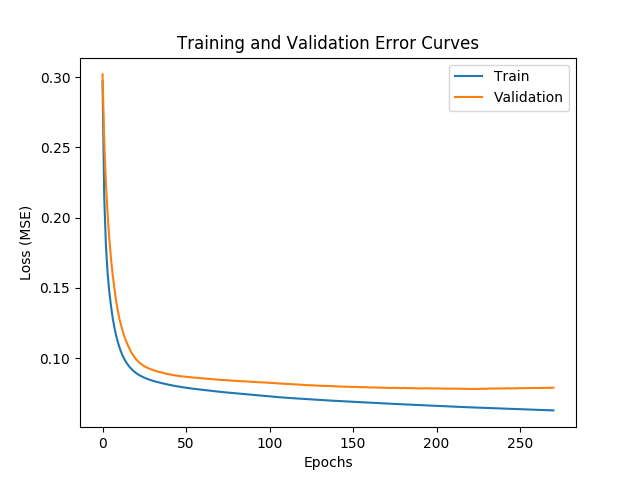 Training and Validation Error Curves
Train
Validation
0.30
0.25
0.20
0.15
0.10
Loss (MSE)
0
50
100
150
200
250
Epochs